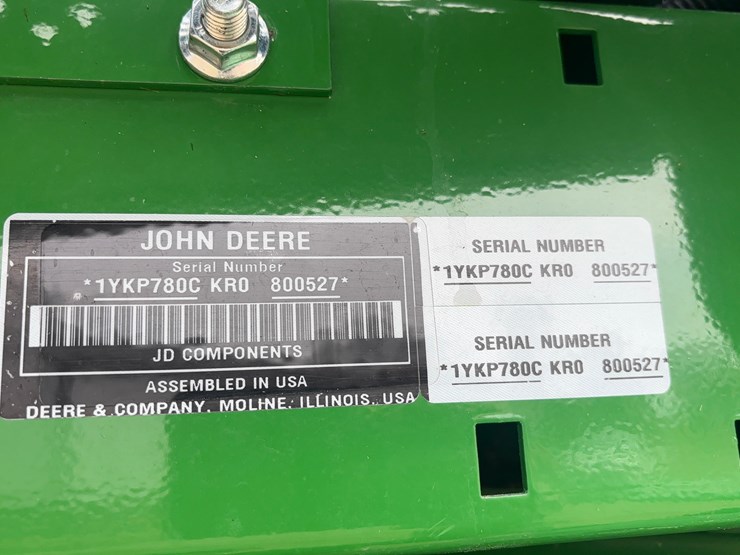 JOHN DEERE
Serial Number
*1YKP780C KR0 800527*
JD COMPONENTS
ASSEMBLED IN USA
DEERE & COMPANY, MOLINE, ILLINOIS, USA
SERIAL NUMBER
*1YKP780C KR0 800527*
SERIAL NUMBER
*1YKP780C KR0 800527*